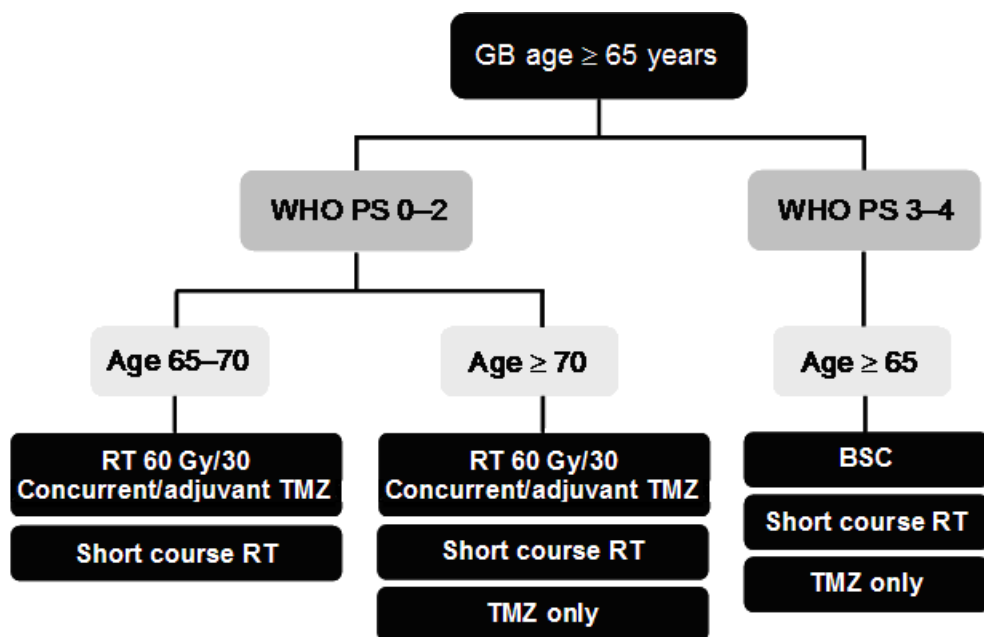 GB age ≥ 65 years
WHO PS 0–2
WHO PS 3–4
Age 65–70
Age ≥ 70
Age ≥ 65
RT 60 Gy/30
Concurrent/adjuvant TMZ
Short course RT
RT 60 Gy/30
Concurrent/adjuvant TMZ
Short course RT
TMZ only
BSC
Short course RT
TMZ only